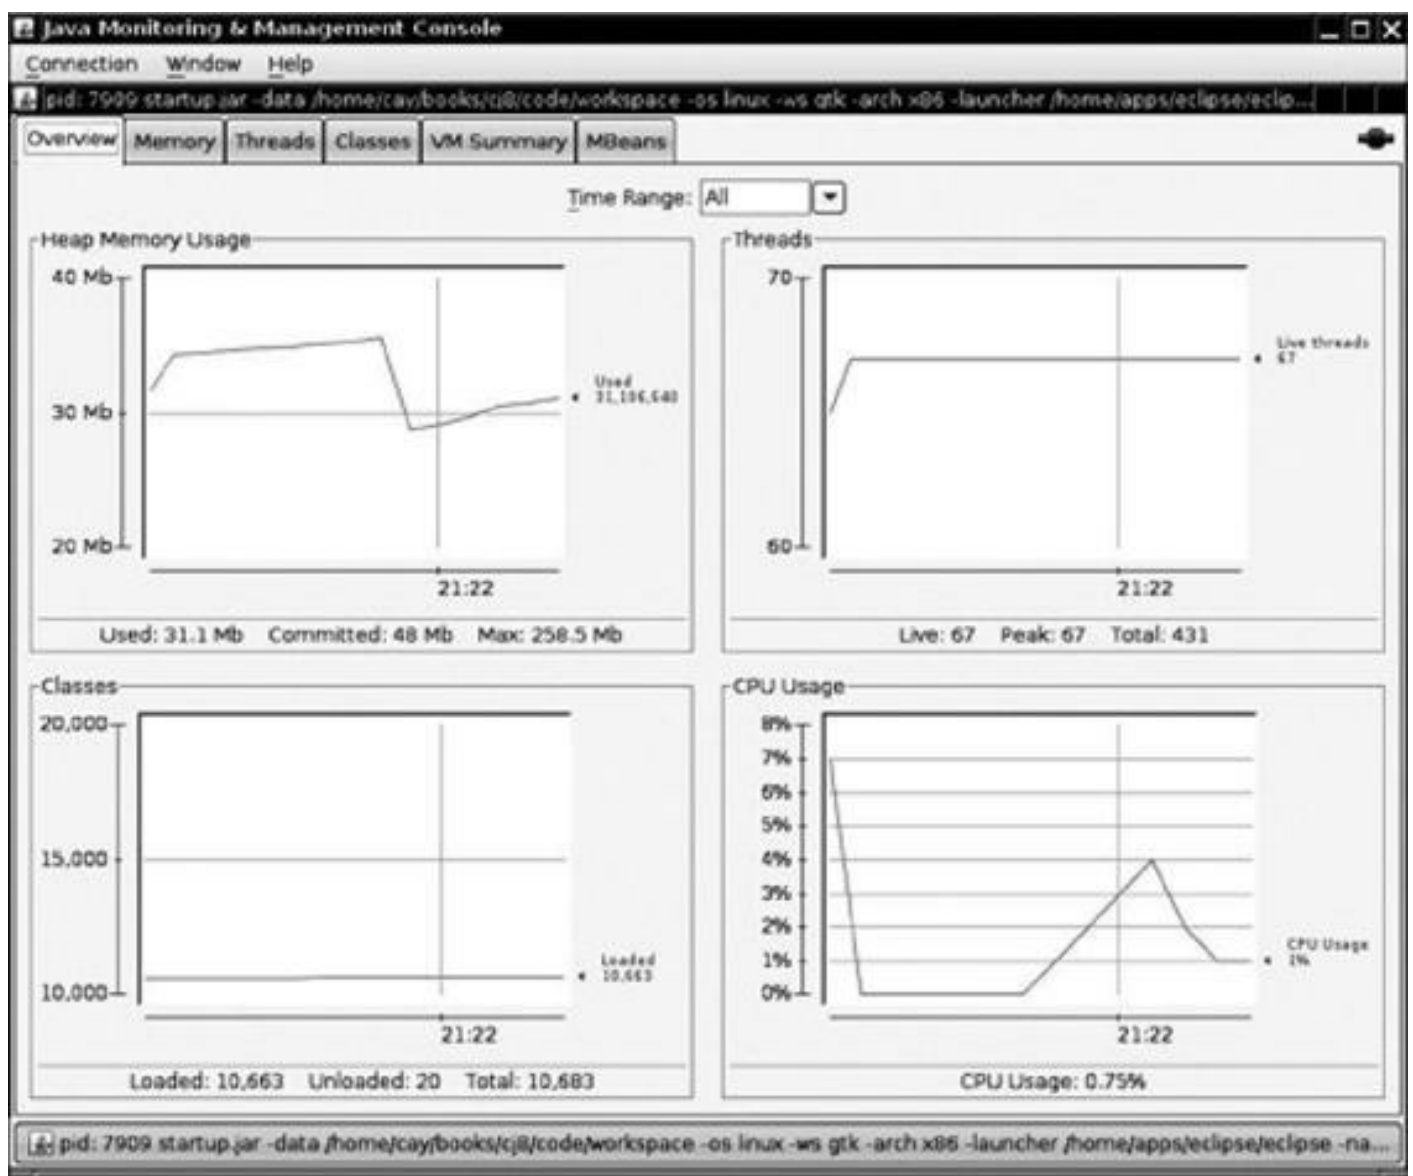 Java Monitoring & Management Console
Connection Window Help
pid: 7909 startup.jar -data /home/cay/books/cj8/code/workspace -os linux -ws gtk -arch x86 -launcher /home/apps/eclipse/eclip...
Overview Memory Threads Classes VM Summary MBeans
Time Range: All
Heap Memory Usage
40 Mb
30 Mb
20 Mb
Used
21:22
Used: 31.1 Mb Committed: 48 Mb Max: 258.5 Mb
Threads
70
60
Live threads
67
21:22
Live: 67 Peak: 67 Total: 431
Classes
20,000
15,000
10,000
Loaded
10,663
21:22
Loaded: 10,663 Unloaded: 20 Total: 10,683
CPU Usage
8%
7%
6%
5%
4%
3%
2%
1%
0%
CPU Usage
1%
21:22
CPU Usage: 0.75%
pid: 7909 startup.jar -data /home/cay/books/cj8/code/workspace -os linux -ws gtk -arch x86 -launcher /home/apps/eclipse/eclipse -na...